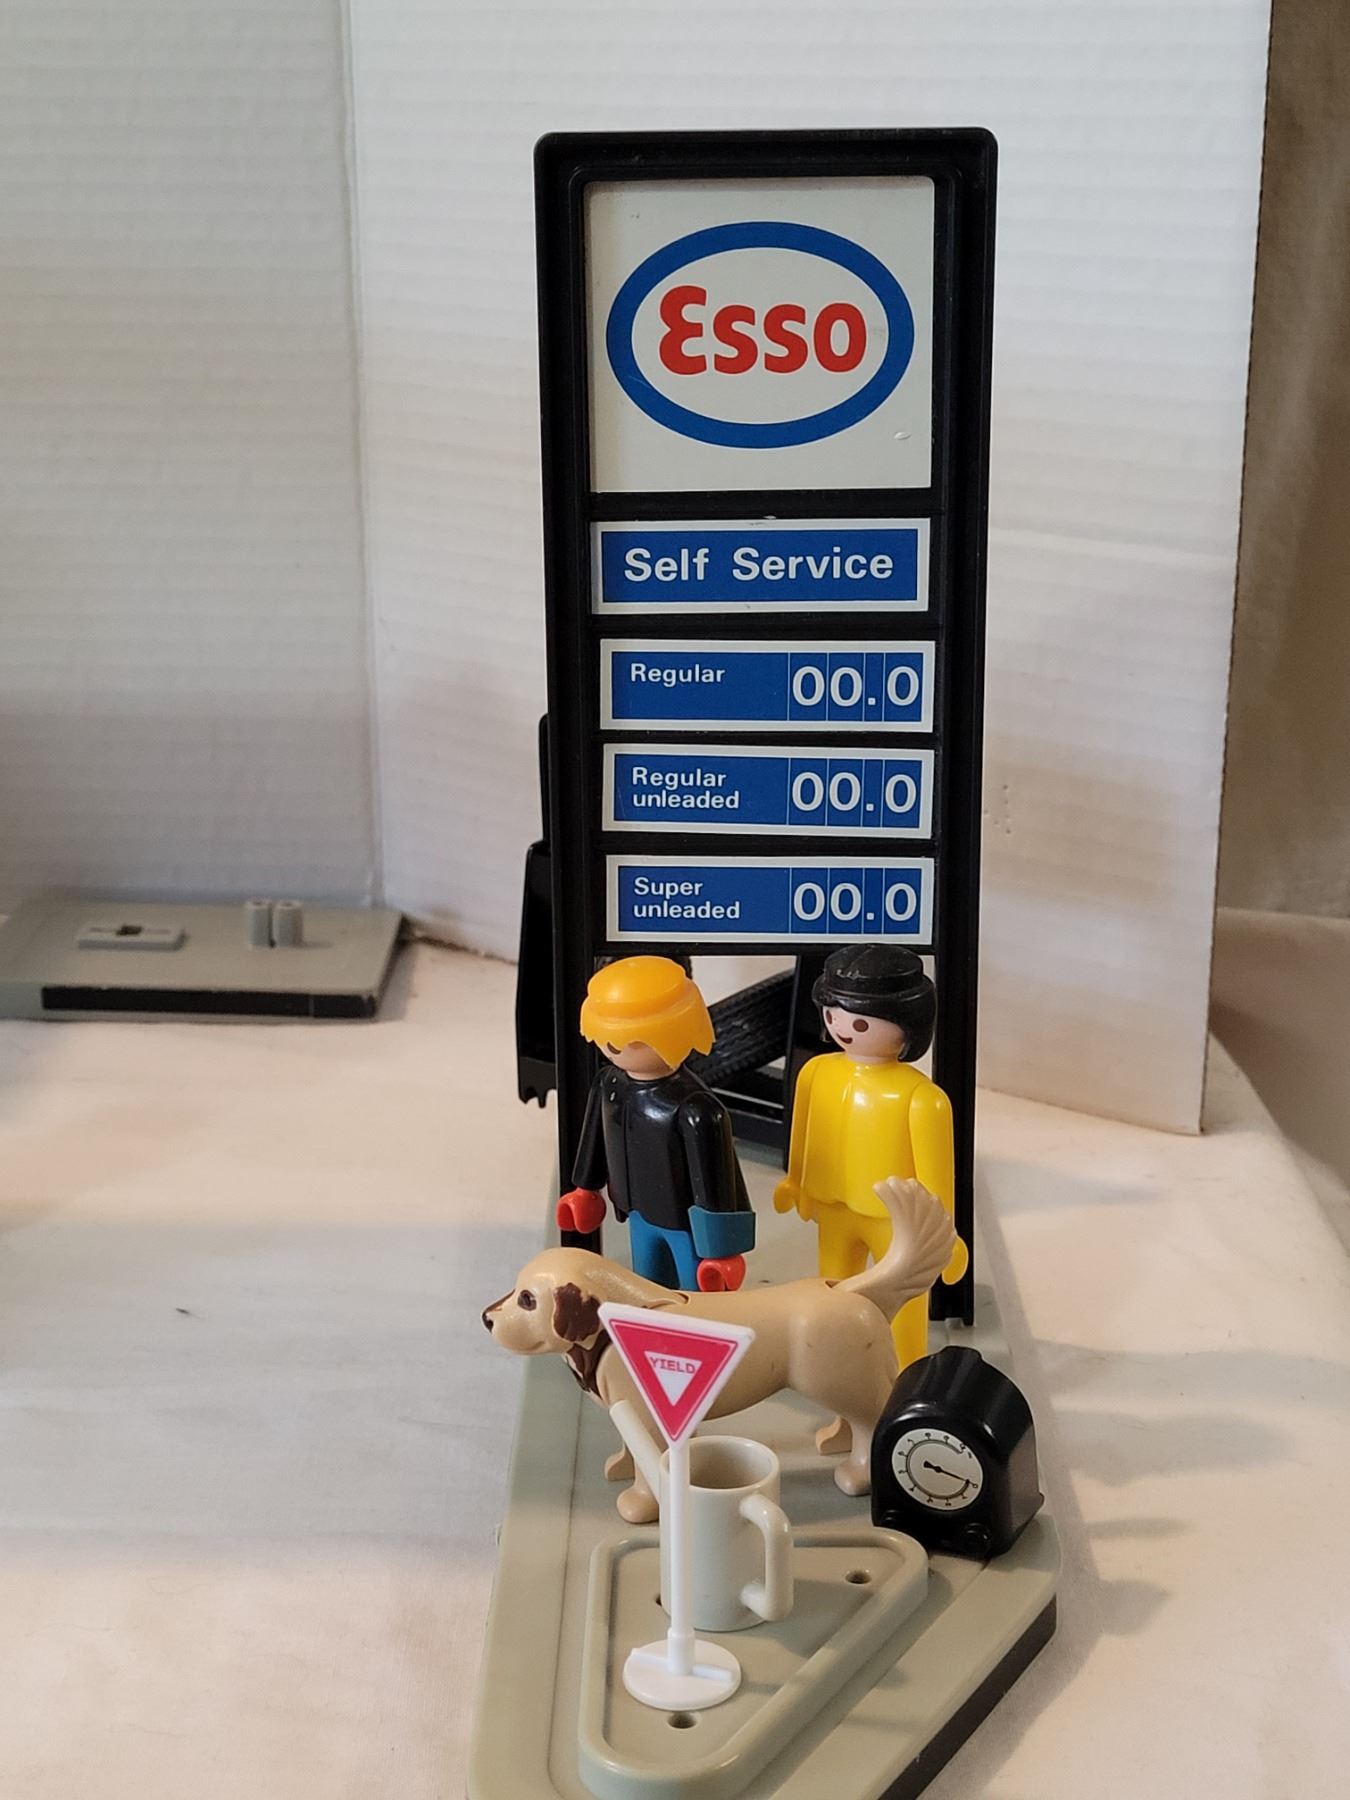 Esso
Self Service
Regular 00.0
Regular
unleaded 00.0
Super
unleaded 00.0
YIELD